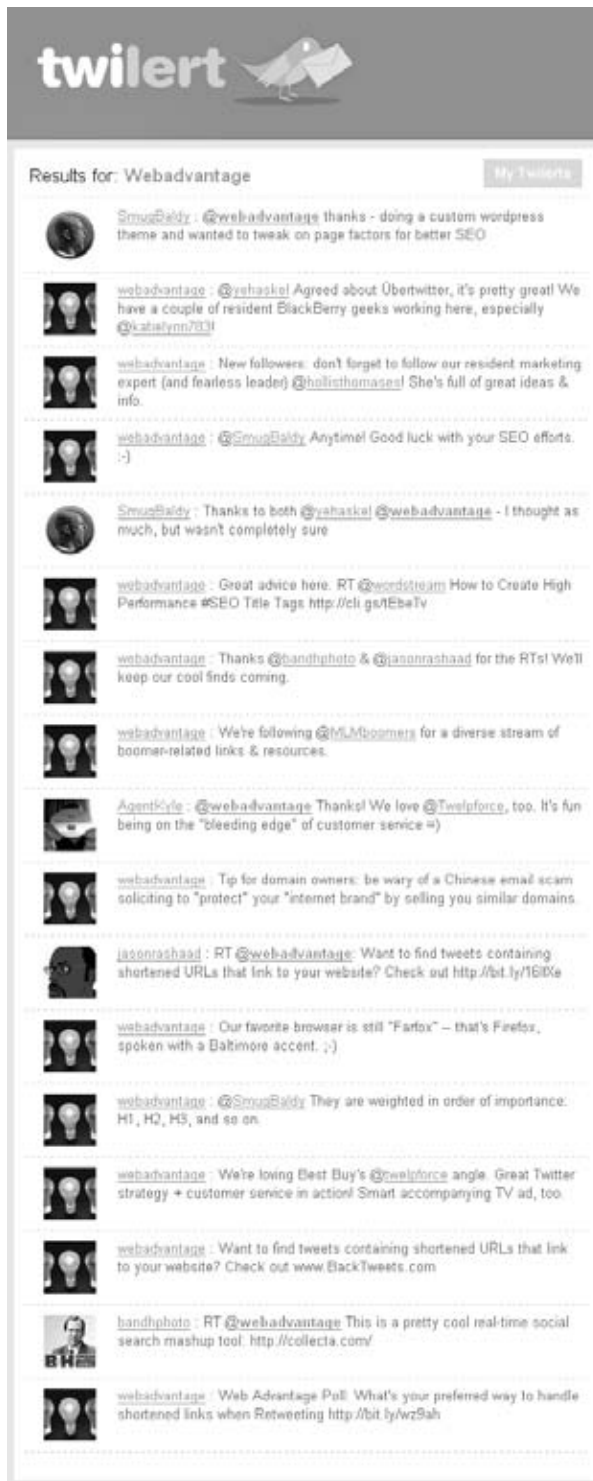 twilert
Results for: Webadvantage
My Twilerts
SmugBaldy : @webadvantage thanks - doing a custom wordpress
theme and wanted to tweak on page factors for better SEO
webadvantage : @yehaskel Agreed about Übertwitter, it's pretty great! We
have a couple of resident BlackBerry geeks working here, especially
@katielynn783!
webadvantage : New followers: don't forget to follow our resident marketing
expert (and fearless leader) @hollisthomases! She's full of great ideas &
info.
webadvantage : @SmugBaldy Anytime! Good luck with your SEO efforts.
:-)
SmugBaldy : Thanks to both @yehaskel @webadvantage - I thought as
much, but wasn't completely sure
webadvantage : Great advice here. RT @wordstream How to Create High
Performance #SEO Title Tags http://cli.gs/tEbeTv
webadvantage : Thanks @bandhphoto & @jasonrashaad for the RTs! We'll
keep our cool finds coming.
webadvantage : We're following @MLMboomers for a diverse stream of
boomer-related links & resources.
AgentKyle : @webadvantage Thanks! We love @Twelpforce, too. It's fun
being on the "bleeding edge" of customer service =)
webadvantage : Tip for domain owners: be wary of a Chinese email scam
soliciting to "protect" your "internet brand" by selling you similar domains.
jasonrashaad : RT @webadvantage: Want to find tweets containing
shortened URLs that link to your website? Check out http://bit.ly/16lIXe
webadvantage : Our favorite browser is still "Farfox" – that's Firefox,
spoken with a Baltimore accent. ;-)
webadvantage : @SmugBaldy They are weighted in order of importance:
H1, H2, H3, and so on.
webadvantage : We're loving Best Buy's @twelpforce angle. Great Twitter
strategy + customer service in action! Smart accompanying TV ad, too.
webadvantage : Want to find tweets containing shortened URLs that link
to your website? Check out www.BackTweets.com
bandhphoto : RT @webadvantage This is a pretty cool real-time social
search mashup tool: http://collecta.com/
B H
webadvantage : Web Advantage Poll: What's your preferred way to handle
shortened links when Retweeting http://bit.ly/wz9ah